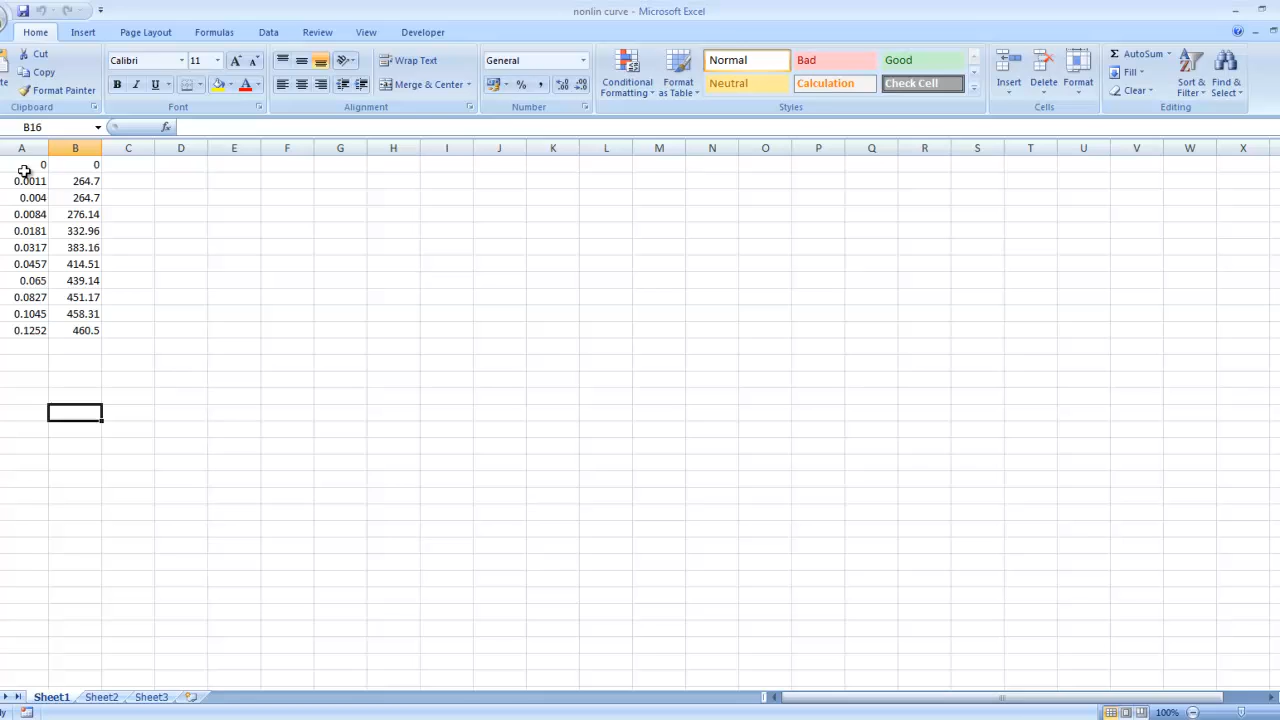 nonlin curve - Microsoft Excel
Home Insert Page Layout Formulas Data Review View Developer
Cut
Copy
Format Painter
Clipboard
Calibri 11
B I U
Font
Wrap Text
Merge & Center
Alignment
General
$ % ,
Number
Conditional Formatting
Format as Table
Normal Bad Good
Neutral Calculation Check Cell
Styles
Insert Delete Format
Cells
AutoSum
Fill
Clear
Sort & Filter
Find & Select
Editing
B16 fx
A B C D E F G H I J K L M N O P Q R S T U V W X
0 0
0.0011 264.7
0.004 264.7
0.0084 276.14
0.0181 332.96
0.0317 383.16
0.0457 414.51
0.065 439.14
0.0827 451.17
0.1045 458.31
0.1252 460.5
Sheet1 Sheet2 Sheet3
100%